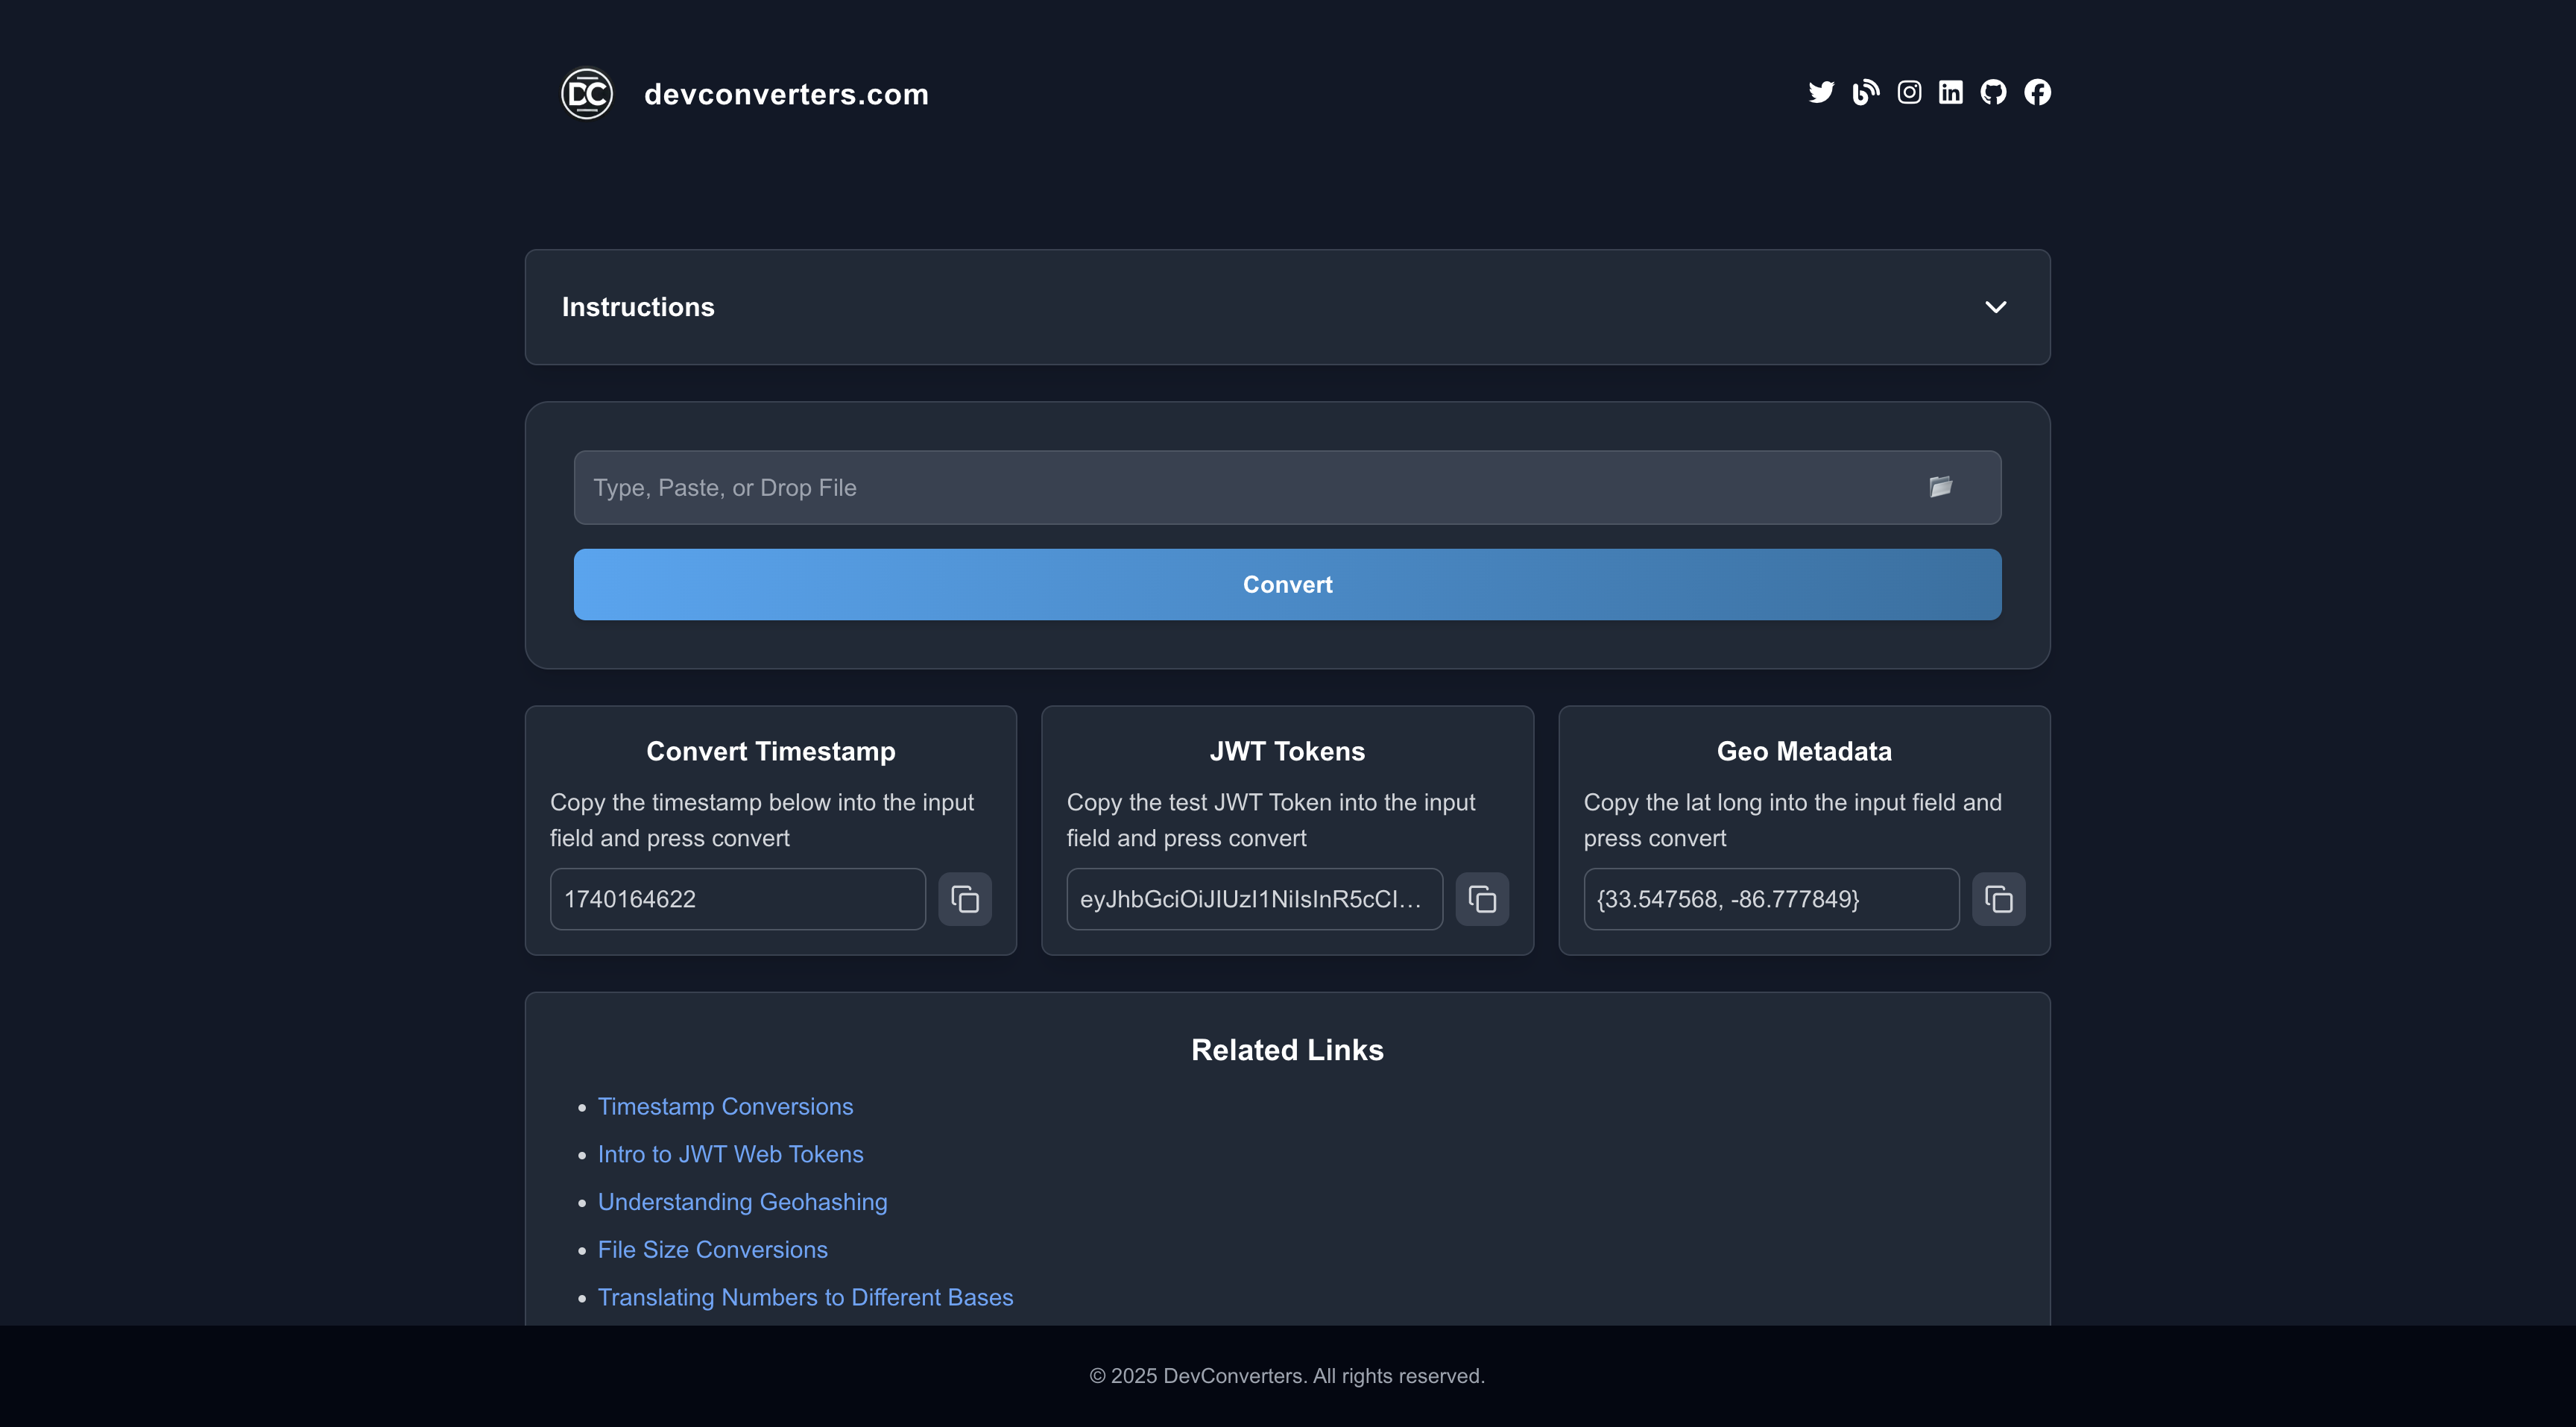 DC
devconverters.com
Instructions
Type, Paste, or Drop File
Convert
Convert Timestamp
Copy the timestamp below into the input
field and press convert
1740164622
JWT Tokens
Copy the test JWT Token into the input
field and press convert
eyJhbGciOiJIUzI1NiIsInR5cCI...
Geo Metadata
Copy the lat long into the input field and
press convert
{33.547568, -86.777849}
Related Links
Timestamp Conversions
Intro to JWT Web Tokens
Understanding Geohashing
File Size Conversions
Translating Numbers to Different Bases
© 2025 DevConverters. All rights reserved.